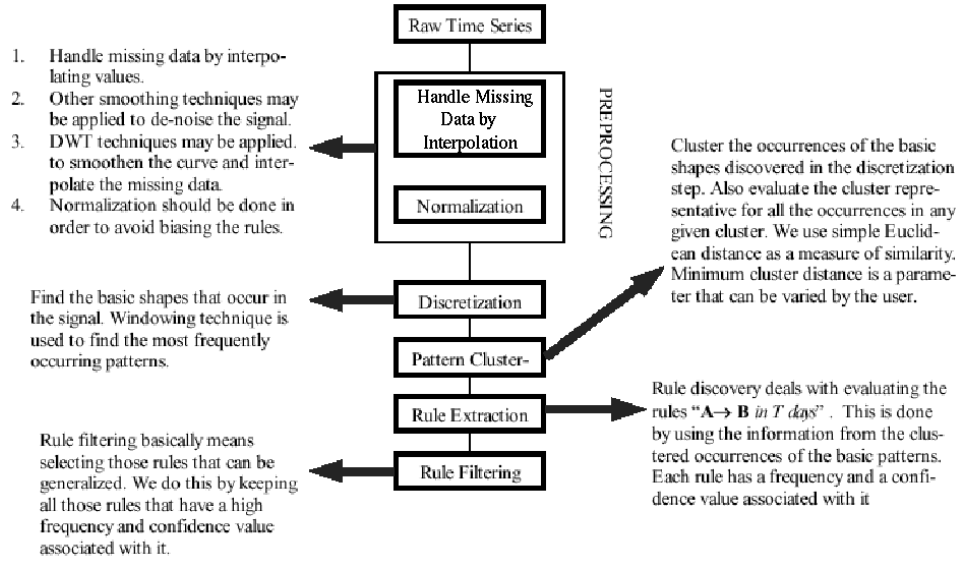 Raw Time Series
1. Handle missing data by interpo-
lating values.
2. Other smoothing techniques may
be applied to de-noise the signal.
3. DWT techniques may be applied.
to smoothen the curve and inter-
polate the missing data.
4. Normalization should be done in
order to avoid biasing the rules.
Handle Missing
Data by
Interpolation
Normalization
PREPROCESSING
Cluster the occurrences of the basic
shapes discovered in the discretization
step. Also evaluate the cluster repre-
sentative for all the occurrences in any
given cluster. We use simple Euclid-
ean distance as a measure of similarity.
Minimum cluster distance is a parame-
ter that can be varied by the user.
Find the basic shapes that occur in
the signal. Windowing technique is
used to find the most frequently
occurring patterns.
Discretization
Pattern Cluster-
Rule Extraction
Rule discovery deals with evaluating the
rules “A→ B in T days” . This is done
by using the information from the clus-
tered occurrences of the basic patterns.
Each rule has a frequency and a confi-
dence value associated with it
Rule filtering basically means
selecting those rules that can be
generalized. We do this by keeping
all those rules that have a high
frequency and confidence value
associated with it.
Rule Filtering